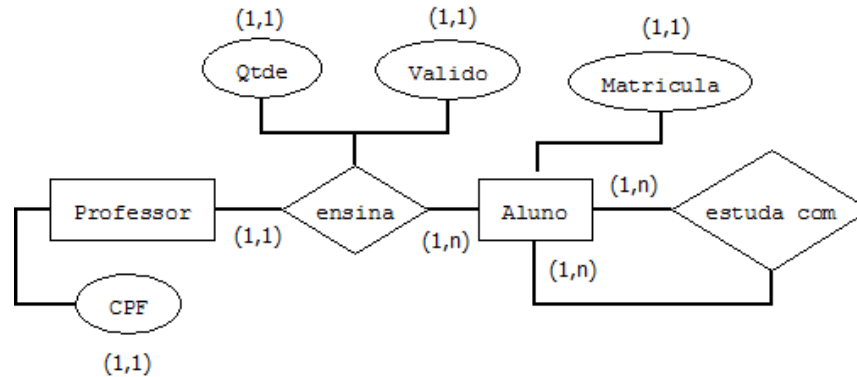 (1,1)
(1,1)
(1,1)
Qtde
Valido
Matricula
Professor
ensina
Aluno
(1,n)
estuda com
(1,1)
(1,n)
(1,n)
CPF
(1,1)